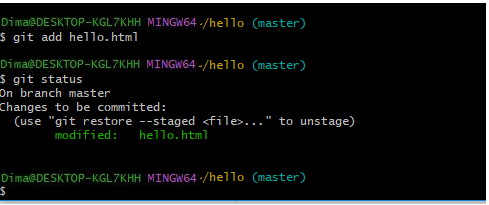 Dima@DESKTOP-KGL7KHH MINGW64 ~/hello (master)
$ git add hello.html
Dima@DESKTOP-KGL7KHH MINGW64 ~/hello (master)
$ git status
On branch master
Changes to be committed:
(use "git restore --staged <file>..." to unstage)
modified: hello.html
Dima@DESKTOP-KGL7KHH MINGW64 ~/hello (master)
$